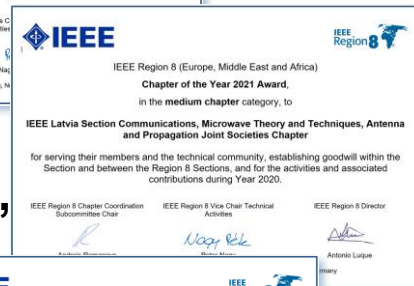 IEEE
IEEE
Region 8
IEEE Region 8 (Europe, Middle East and Africa)
Chapter of the Year 2021 Award,
in the medium chapter category, to
IEEE Latvia Section Communications, Microwave Theory and Techniques, Antenna
and Propagation Joint Societies Chapter
for serving their members and the technical community, establishing goodwill within the
Section and between the Region 8 Sections, and for the activities and associated
contributions during Year 2020.
IEEE Region 8 Chapter Coordination
Subcommittee Chair
IEEE Region 8 Vice Chair Technical
Activities
IEEE Region 8 Director
Nagy Péter
Antonio Luque
IEEE